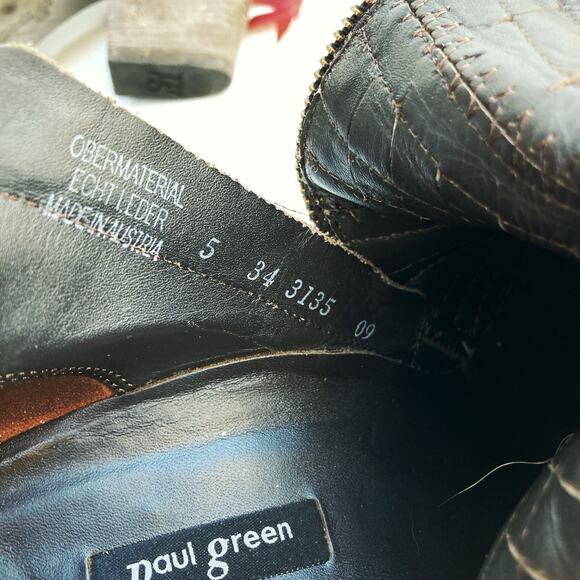 OBERMATERIAL
ECHT LEDER
MADE IN AUSTRIA
5 34 3135 09
paul green